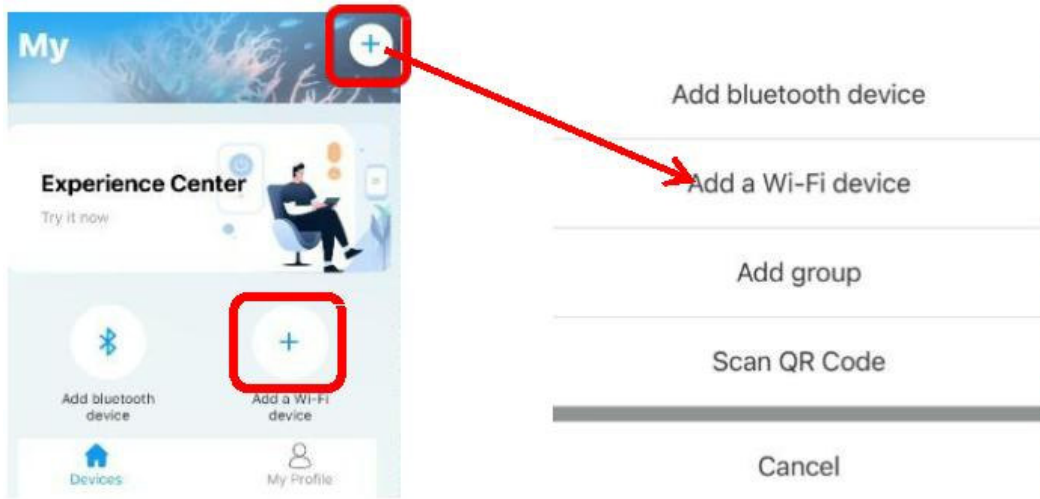 My
Experience Center
Try it now
Add bluetooth
device
Add a Wi-Fi
device
Devices
My Profile
Add bluetooth device
Add a Wi-Fi device
Add group
Scan QR Code
Cancel